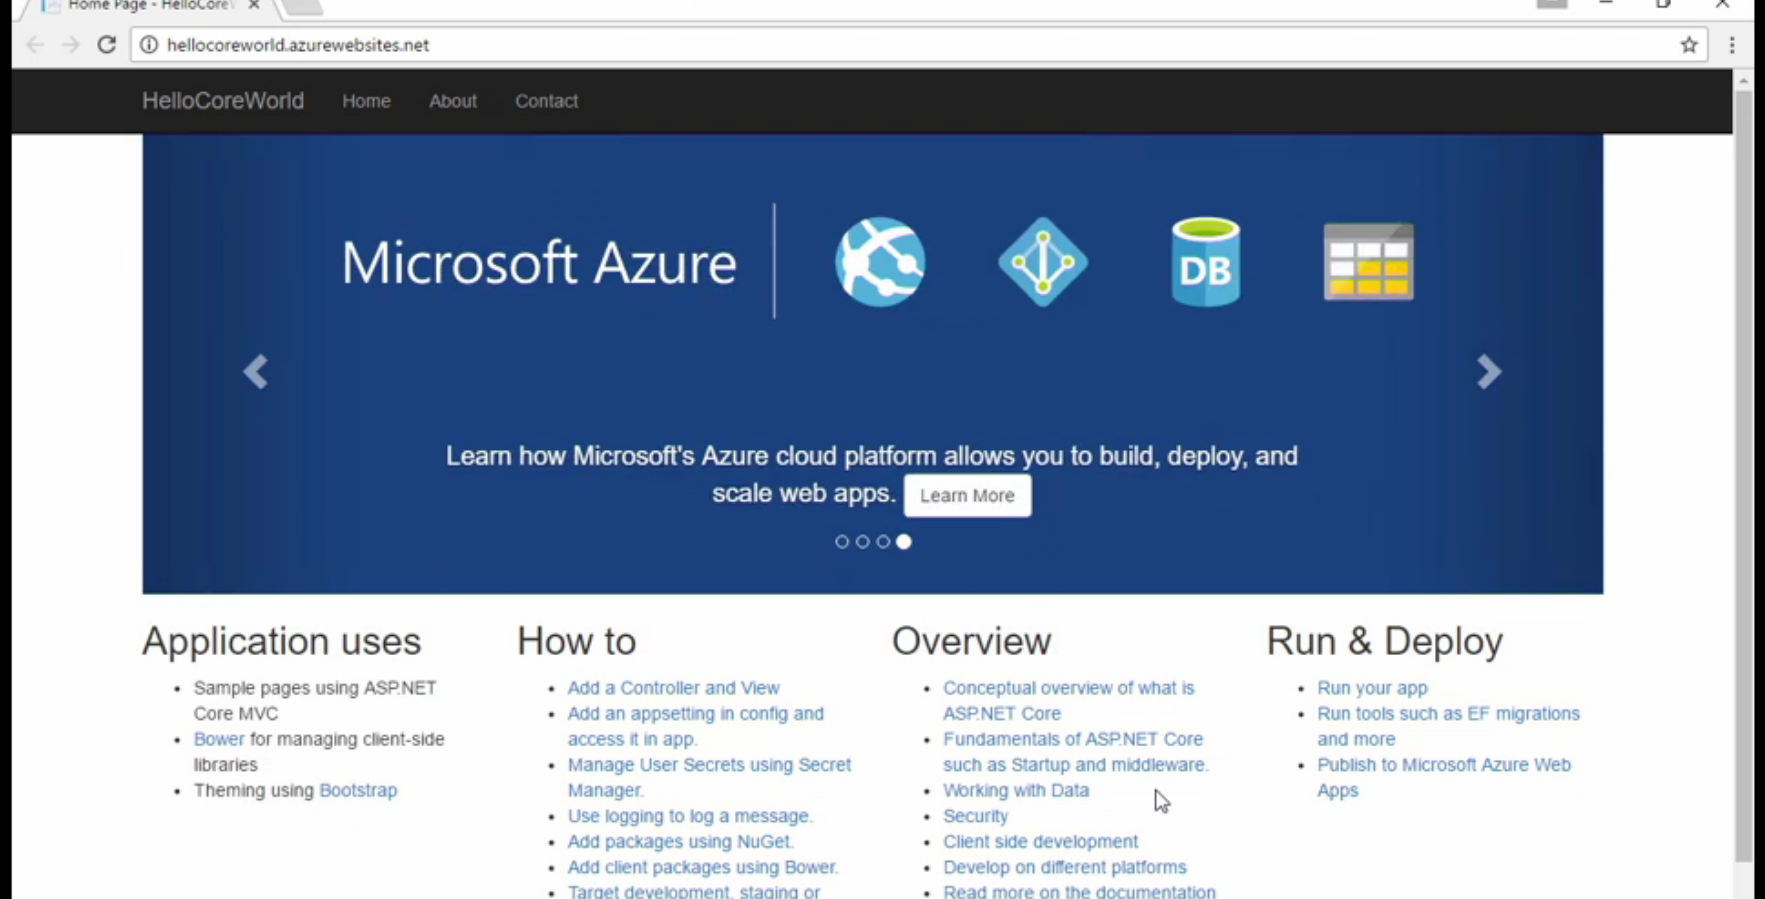 Home Page - HelloCoreW
hellocoreworld.azurewebsites.net
HelloCoreWorld Home About Contact
Microsoft Azure
DB
Learn how Microsoft's Azure cloud platform allows you to build, deploy, and
scale web apps. Learn More
Application uses
Sample pages using ASP.NET
Core MVC
Bower for managing client-side
libraries
Theming using Bootstrap
How to
Add a Controller and View
Add an appsetting in config and
access it in app.
Manage User Secrets using Secret
Manager.
Use logging to log a message.
Add packages using NuGet.
Add client packages using Bower.
Target development, staging or
Overview
Conceptual overview of what is
ASP.NET Core
Fundamentals of ASP.NET Core
such as Startup and middleware.
Working with Data
Security
Client side development
Develop on different platforms
Read more on the documentation
Run & Deploy
Run your app
Run tools such as EF migrations
and more
Publish to Microsoft Azure Web
Apps